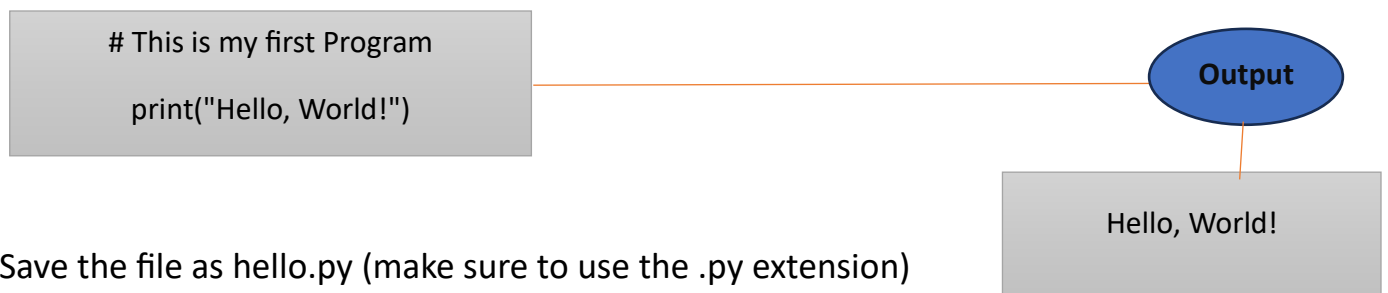 # This is my first Program
print("Hello, World!")
Output
Hello, World!
Save the file as hello.py (make sure to use the .py extension)